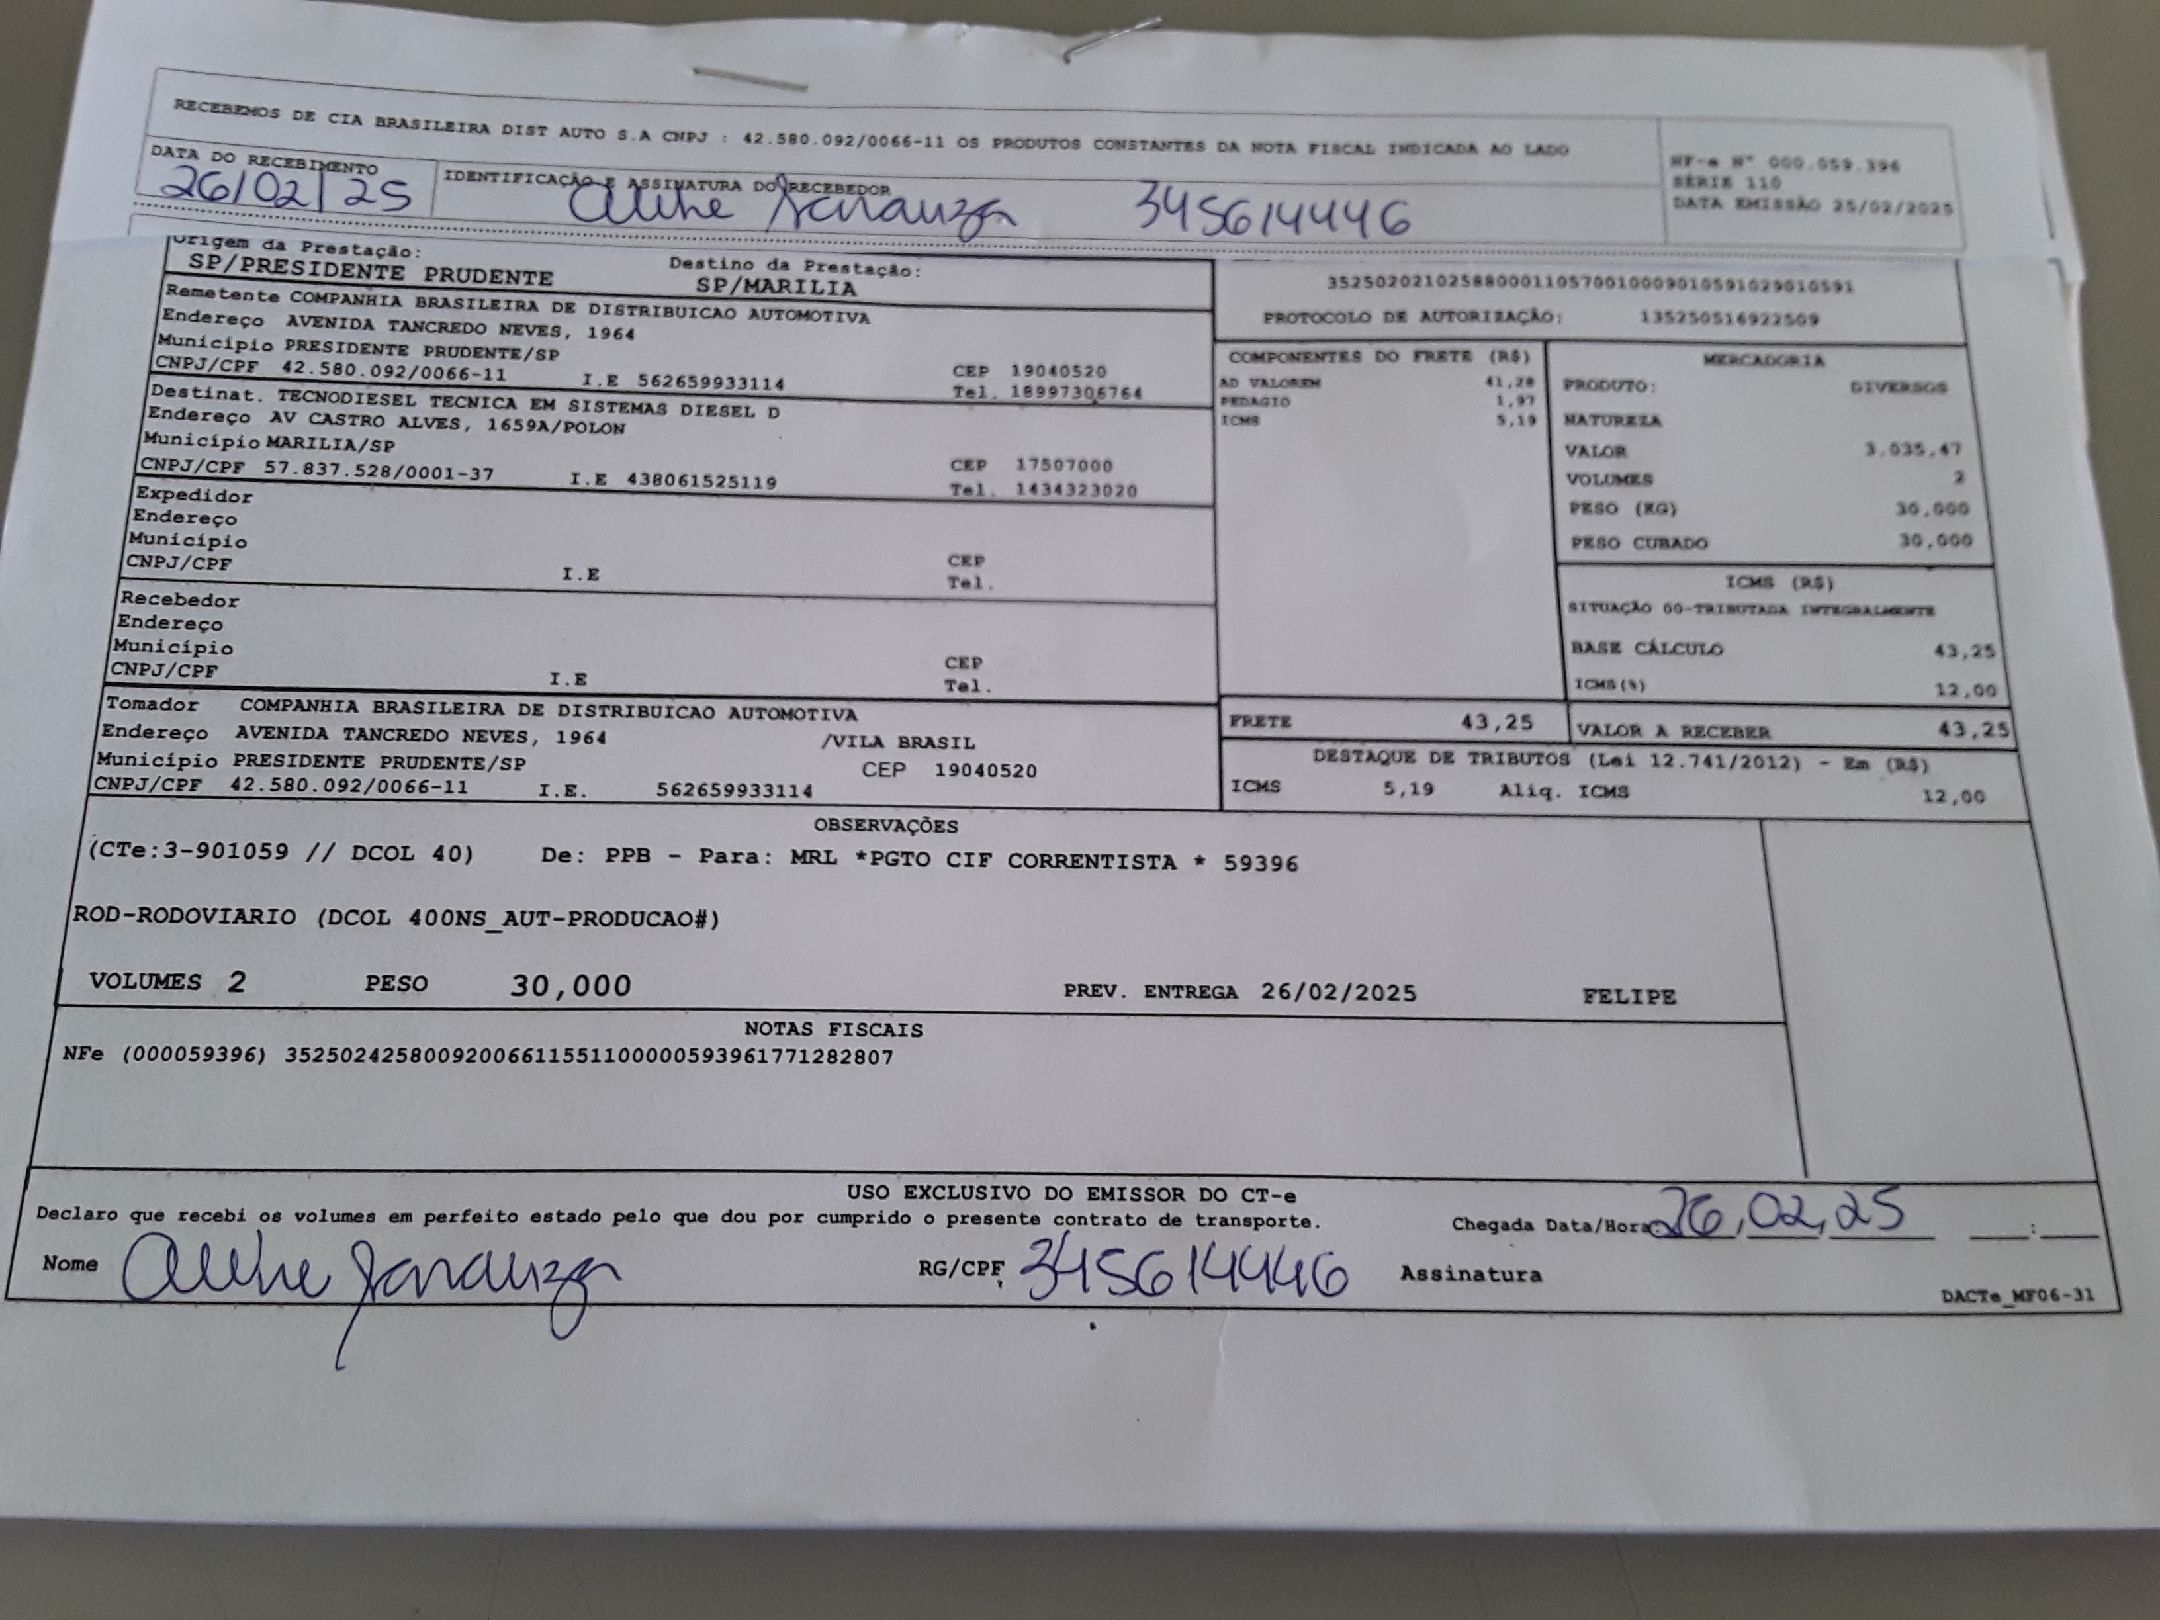 RECEBEMOS DE CIA BRASILEIRA DIST AUTO S.A CNPJ : 42.580.092/0066-11 OS PRODUTOS CONSTANTES DA NOTA FISCAL INDICADA AO LADO
NF-e Nº 000.059.396
SÉRIE 110
DATA EMISSÃO 25/02/2025
DATA DO RECEBIMENTO
26/02/25
IDENTIFICAÇÃO E ASSINATURA DO RECEBEDOR
345614446
Origem da Prestação:
SP/PRESIDENTE PRUDENTE
Destino da Prestação:
SP/MARILIA
Remetente COMPANHIA BRASILEIRA DE DISTRIBUICAO AUTOMOTIVA
Endereço AVENIDA TANCREDO NEVES, 1964
Município PRESIDENTE PRUDENTE/SP CEP 19040520
CNPJ/CPF 42.580.092/0066-11 I.E 562659933114 Tel. 18997306764
Destinat. TECNODIESEL TECNICA EM SISTEMAS DIESEL D
Endereço AV CASTRO ALVES, 1659A/POLON
Município MARILIA/SP CEP 17507000
CNPJ/CPF 57.837.528/0001-37 I.E 438061525119 Tel. 1434323020
Expedidor
Endereço
Município CEP
CNPJ/CPF I.E Tel.
Recebedor
Endereço
Município CEP
CNPJ/CPF I.E Tel.
Tomador COMPANHIA BRASILEIRA DE DISTRIBUICAO AUTOMOTIVA
Endereço AVENIDA TANCREDO NEVES, 1964 /VILA BRASIL
Município PRESIDENTE PRUDENTE/SP CEP 19040520
CNPJ/CPF 42.580.092/0066-11 I.E. 562659933114
35250202102588000110570010009010591029010591
PROTOCOLO DE AUTORIZAÇÃO: 135250516922509
COMPONENTES DO FRETE (R$)
AD VALOREM 41,28
PEDAGIO 1,97
ICMS 5,19
MERCADORIA
PRODUTO: DIVERSOS
NATUREZA
VALOR 3.035,47
VOLUMES 2
PESO (KG) 30,000
PESO CUBADO 30,000
ICMS (R$)
SITUAÇÃO 00-TRIBUTADA INTEGRALMENTE
BASE CÁLCULO 43,25
ICMS(%) 12,00
FRETE 43,25 VALOR A RECEBER 43,25
DESTAQUE DE TRIBUTOS (Lei 12.741/2012) - Em (R$)
ICMS 5,19 Aliq. ICMS 12,00
OBSERVAÇÕES
(CTe:3-901059 // DCOL 40) De: PPB - Para: MRL *PGTO CIF CORRENTISTA * 59396
ROD-RODOVIARIO (DCOL 400NS_AUT-PRODUCAO#)
VOLUMES 2 PESO 30,000 PREV. ENTREGA 26/02/2025 FELIPE
NOTAS FISCAIS
NFe (000059396) 35250242580092006611551100000593961771282807
USO EXCLUSIVO DO EMISSOR DO CT-e
Declaro que recebi os volumes em perfeito estado pelo que dou por cumprido o presente contrato de transporte. Chegada Data/Hora: 26,02,25 :
Nome RG/CPF 345614446 Assinatura
DACTe_MF06-31